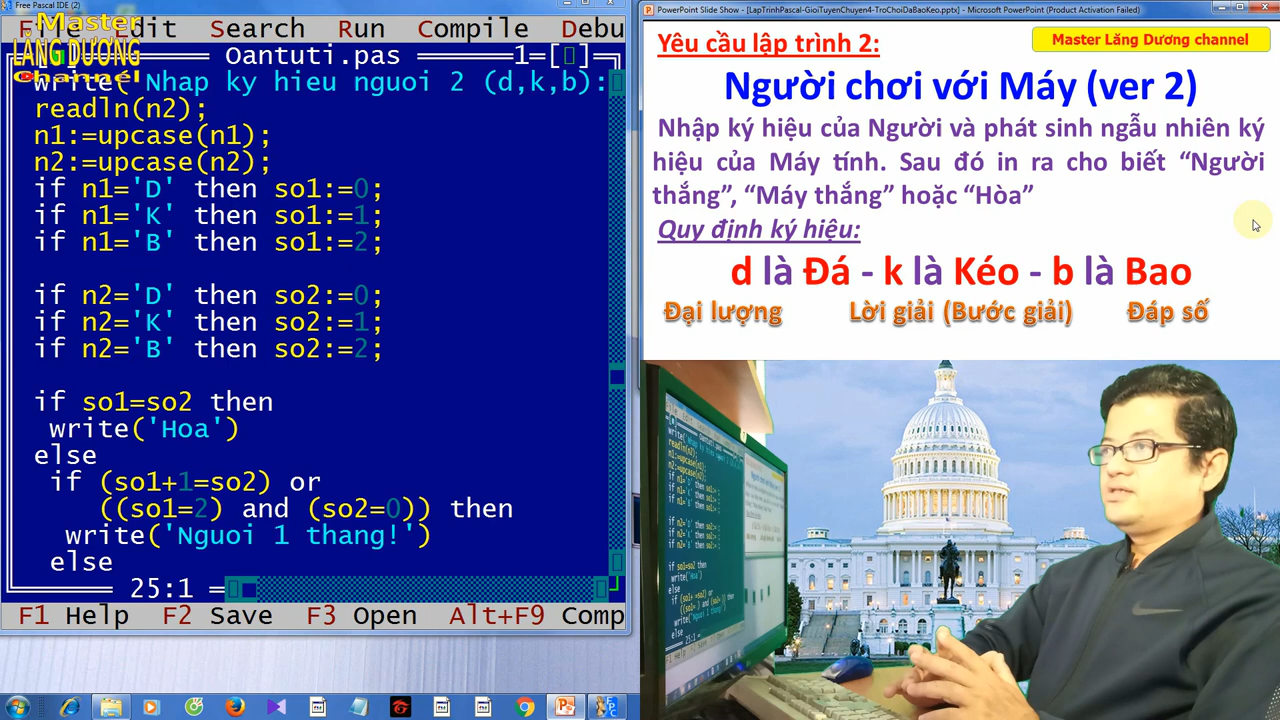 Free Pascal IDE (2)
File Edit Search Run Compile Debu
Master
LĂNG DƯƠNG
Channel
Oantuti.pas 1=[ ]
write('Nhap ky hieu nguoi 2 (d,k,b):
readln(n2);
n1:=upcase(n1);
n2:=upcase(n2);
if n1='D' then so1:=0;
if n1='K' then so1:=1;
if n1='B' then so1:=2;
if n2='D' then so2:=0;
if n2='K' then so2:=1;
if n2='B' then so2:=2;
if so1=so2 then
write('Hoa')
else
if (so1+1=so2) or
((so1=2) and (so2=0)) then
write('Nguoi 1 thang!')
else
25:1
F1 Help F2 Save F3 Open Alt+F9 Comp
PowerPoint Slide Show - [LapTrinhPascal-GioiTuyenChuyen4-TroChoiDaBaoKeo.pptx] - Microsoft PowerPoint (Product Activation Failed)
Yêu cầu lập trình 2:
Master Lăng Dương channel
Người chơi với Máy (ver 2)
Nhập ký hiệu của Người và phát sinh ngẫu nhiên ký
hiệu của Máy tính. Sau đó in ra cho biết “Người
thắng”, “Máy thắng” hoặc “Hòa”
Quy định ký hiệu:
d là Đá - k là Kéo - b là Bao
Đại lượng Lời giải (Bước giải) Đáp số